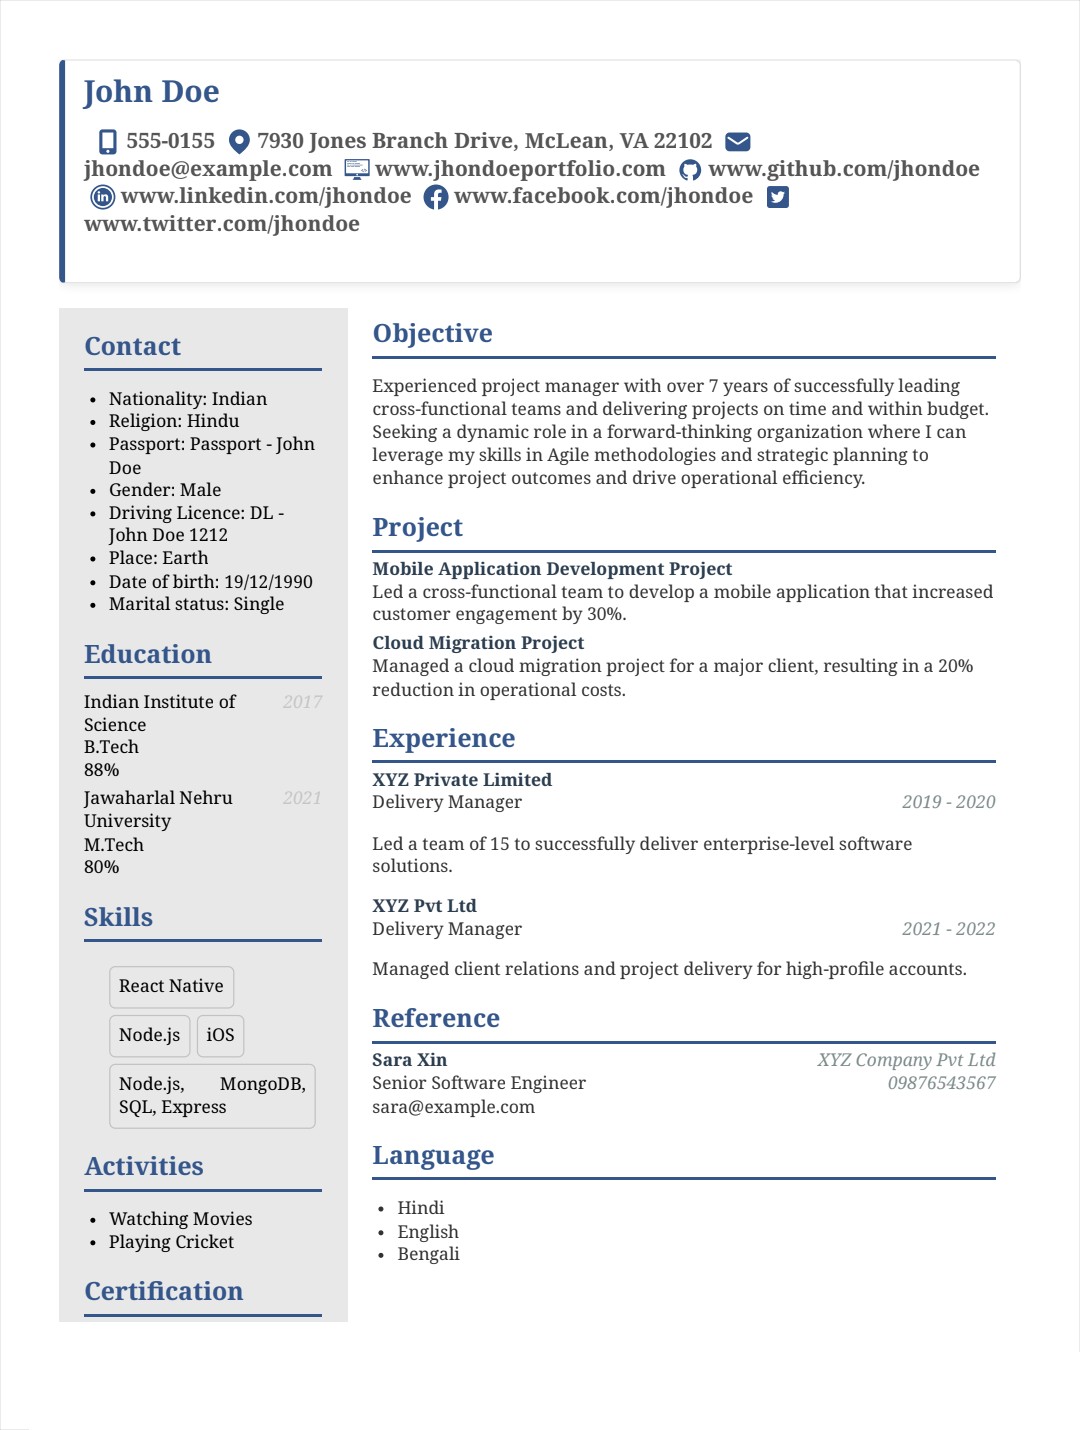 John Doe
555-0155 7930 Jones Branch Drive, McLean, VA 22102
jhondoe@example.com www.jhondoeportfolio.com www.github.com/jhondoe
www.linkedin.com/jhondoe www.facebook.com/jhondoe
www.twitter.com/jhondoe
Contact
• Nationality: Indian
• Religion: Hindu
• Passport: Passport - John
Doe
• Gender: Male
• Driving Licence: DL -
John Doe 1212
• Place: Earth
• Date of birth: 19/12/1990
• Marital status: Single
Education
Indian Institute of 2017
Science
B.Tech
88%
Jawaharlal Nehru 2021
University
M.Tech
80%
Skills
React Native
Node.js iOS
Node.js, MongoDB,
SQL, Express
Activities
• Watching Movies
• Playing Cricket
Certification
Objective
Experienced project manager with over 7 years of successfully leading
cross-functional teams and delivering projects on time and within budget.
Seeking a dynamic role in a forward-thinking organization where I can
leverage my skills in Agile methodologies and strategic planning to
enhance project outcomes and drive operational efficiency.
Project
Mobile Application Development Project
Led a cross-functional team to develop a mobile application that increased
customer engagement by 30%.
Cloud Migration Project
Managed a cloud migration project for a major client, resulting in a 20%
reduction in operational costs.
Experience
XYZ Private Limited
Delivery Manager 2019 - 2020
Led a team of 15 to successfully deliver enterprise-level software
solutions.
XYZ Pvt Ltd
Delivery Manager 2021 - 2022
Managed client relations and project delivery for high-profile accounts.
Reference
Sara Xin XYZ Company Pvt Ltd
Senior Software Engineer 09876543567
sara@example.com
Language
• Hindi
• English
• Bengali